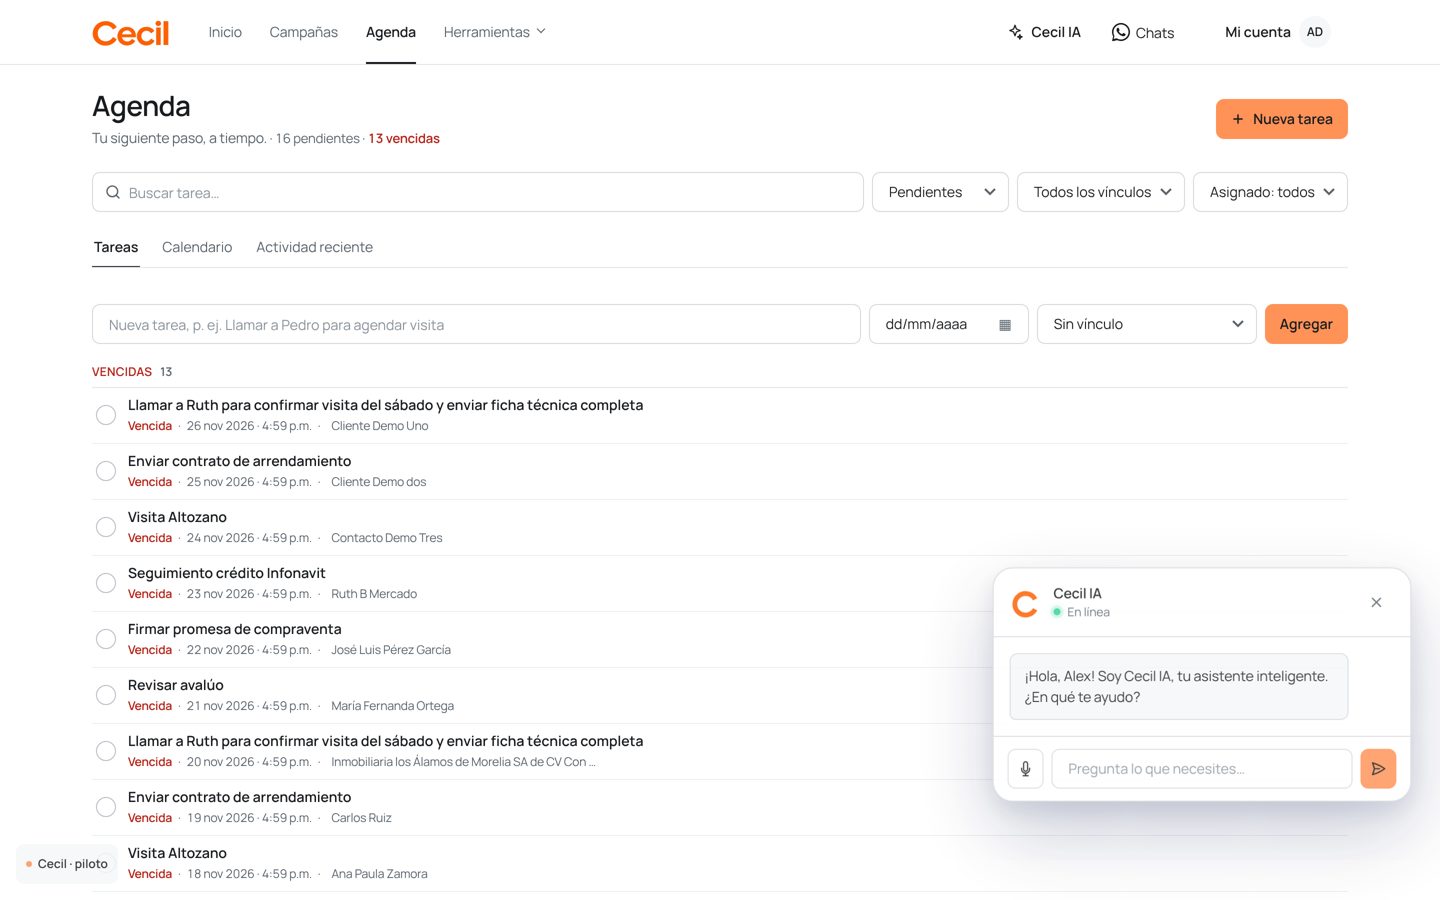 Cecil
Inicio
Campañas
Agenda
Herramientas
Cecil IA
Chats
Mi cuenta
AD
Agenda
Tu siguiente paso, a tiempo. · 16 pendientes · 13 vencidas
+ Nueva tarea
Buscar tarea...
Pendientes
Todos los vínculos
Asignado: todos
Tareas
Calendario
Actividad reciente
Nueva tarea, p. ej. Llamar a Pedro para agendar visita
dd/mm/aaaa
Sin vínculo
Agregar
VENCIDAS 13
Llamar a Ruth para confirmar visita del sábado y enviar ficha técnica completa
Vencida · 26 nov 2026 · 4:59 p.m. · Cliente Demo Uno
Enviar contrato de arrendamiento
Vencida · 25 nov 2026 · 4:59 p.m. · Cliente Demo dos
Visita Altozano
Vencida · 24 nov 2026 · 4:59 p.m. · Contacto Demo Tres
Seguimiento crédito Infonavit
Vencida · 23 nov 2026 · 4:59 p.m. · Ruth B Mercado
Firmar promesa de compraventa
Vencida · 22 nov 2026 · 4:59 p.m. · José Luis Pérez García
Revisar avalúo
Vencida · 21 nov 2026 · 4:59 p.m. · María Fernanda Ortega
Llamar a Ruth para confirmar visita del sábado y enviar ficha técnica completa
Vencida · 20 nov 2026 · 4:59 p.m. · Inmobiliaria los Álamos de Morelia SA de CV Con ...
Enviar contrato de arrendamiento
Vencida · 19 nov 2026 · 4:59 p.m. · Carlos Ruiz
Visita Altozano
Vencida · 18 nov 2026 · 4:59 p.m. · Ana Paula Zamora
Cecil · piloto
Cecil IA
En línea
¡Hola, Alex! Soy Cecil IA, tu asistente inteligente.
¿En qué te ayudo?
Pregunta lo que necesites...